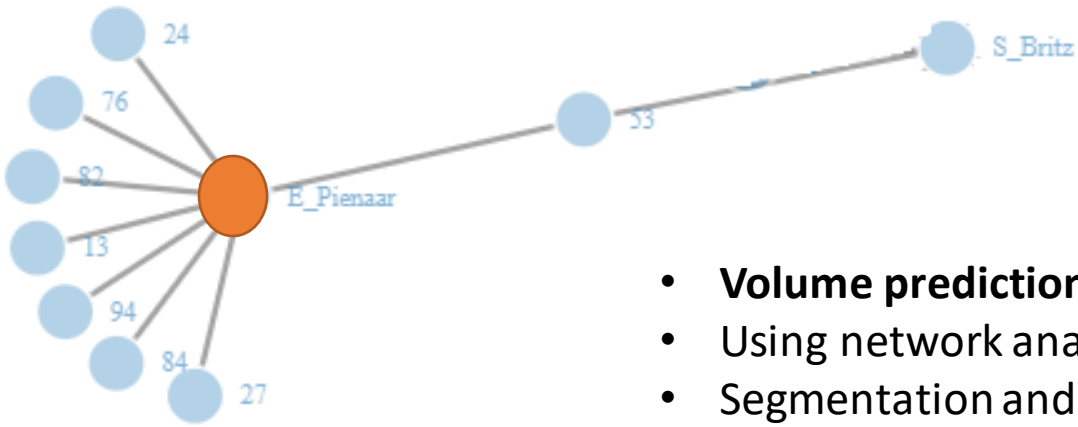 24
S_Britz
76
53
82
E_Pienaar
13
• Volume prediction
94
• Using network ana
84
27
• Segmentation and